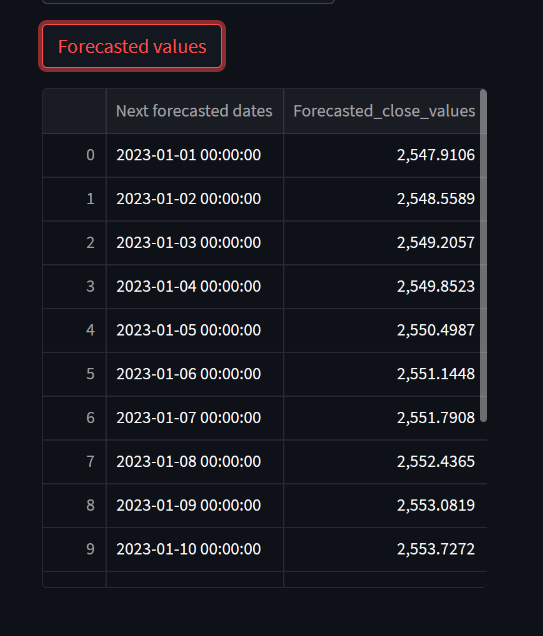 Forecasted values
Next forecasted dates Forecasted_close_values
0 2023-01-01 00:00:00 2,547.9106
1 2023-01-02 00:00:00 2,548.5589
2 2023-01-03 00:00:00 2,549.2057
3 2023-01-04 00:00:00 2,549.8523
4 2023-01-05 00:00:00 2,550.4987
5 2023-01-06 00:00:00 2,551.1448
6 2023-01-07 00:00:00 2,551.7908
7 2023-01-08 00:00:00 2,552.4365
8 2023-01-09 00:00:00 2,553.0819
9 2023-01-10 00:00:00 2,553.7272